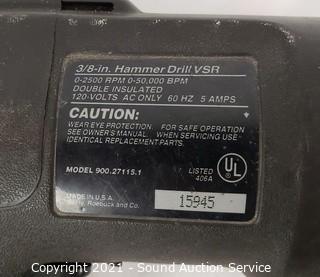 3/8-in. Hammer Drill VSR
0-2500 RPM 0-50,000 BPM
DOUBLE INSULATED
120-VOLTS AC ONLY 60 HZ 5 AMPS
CAUTION:
WEAR EYE PROTECTION. FOR SAFE OPERATION
SEE OWNER'S MANUAL. WHEN SERVICING USE
IDENTICAL REPLACEMENT PARTS.
MODEL 900.27115.1
LISTED
406A
UL
MADE IN U.S.A.
Roebuck and Co.
15945
Copyright 2021 - Sound Auction Service